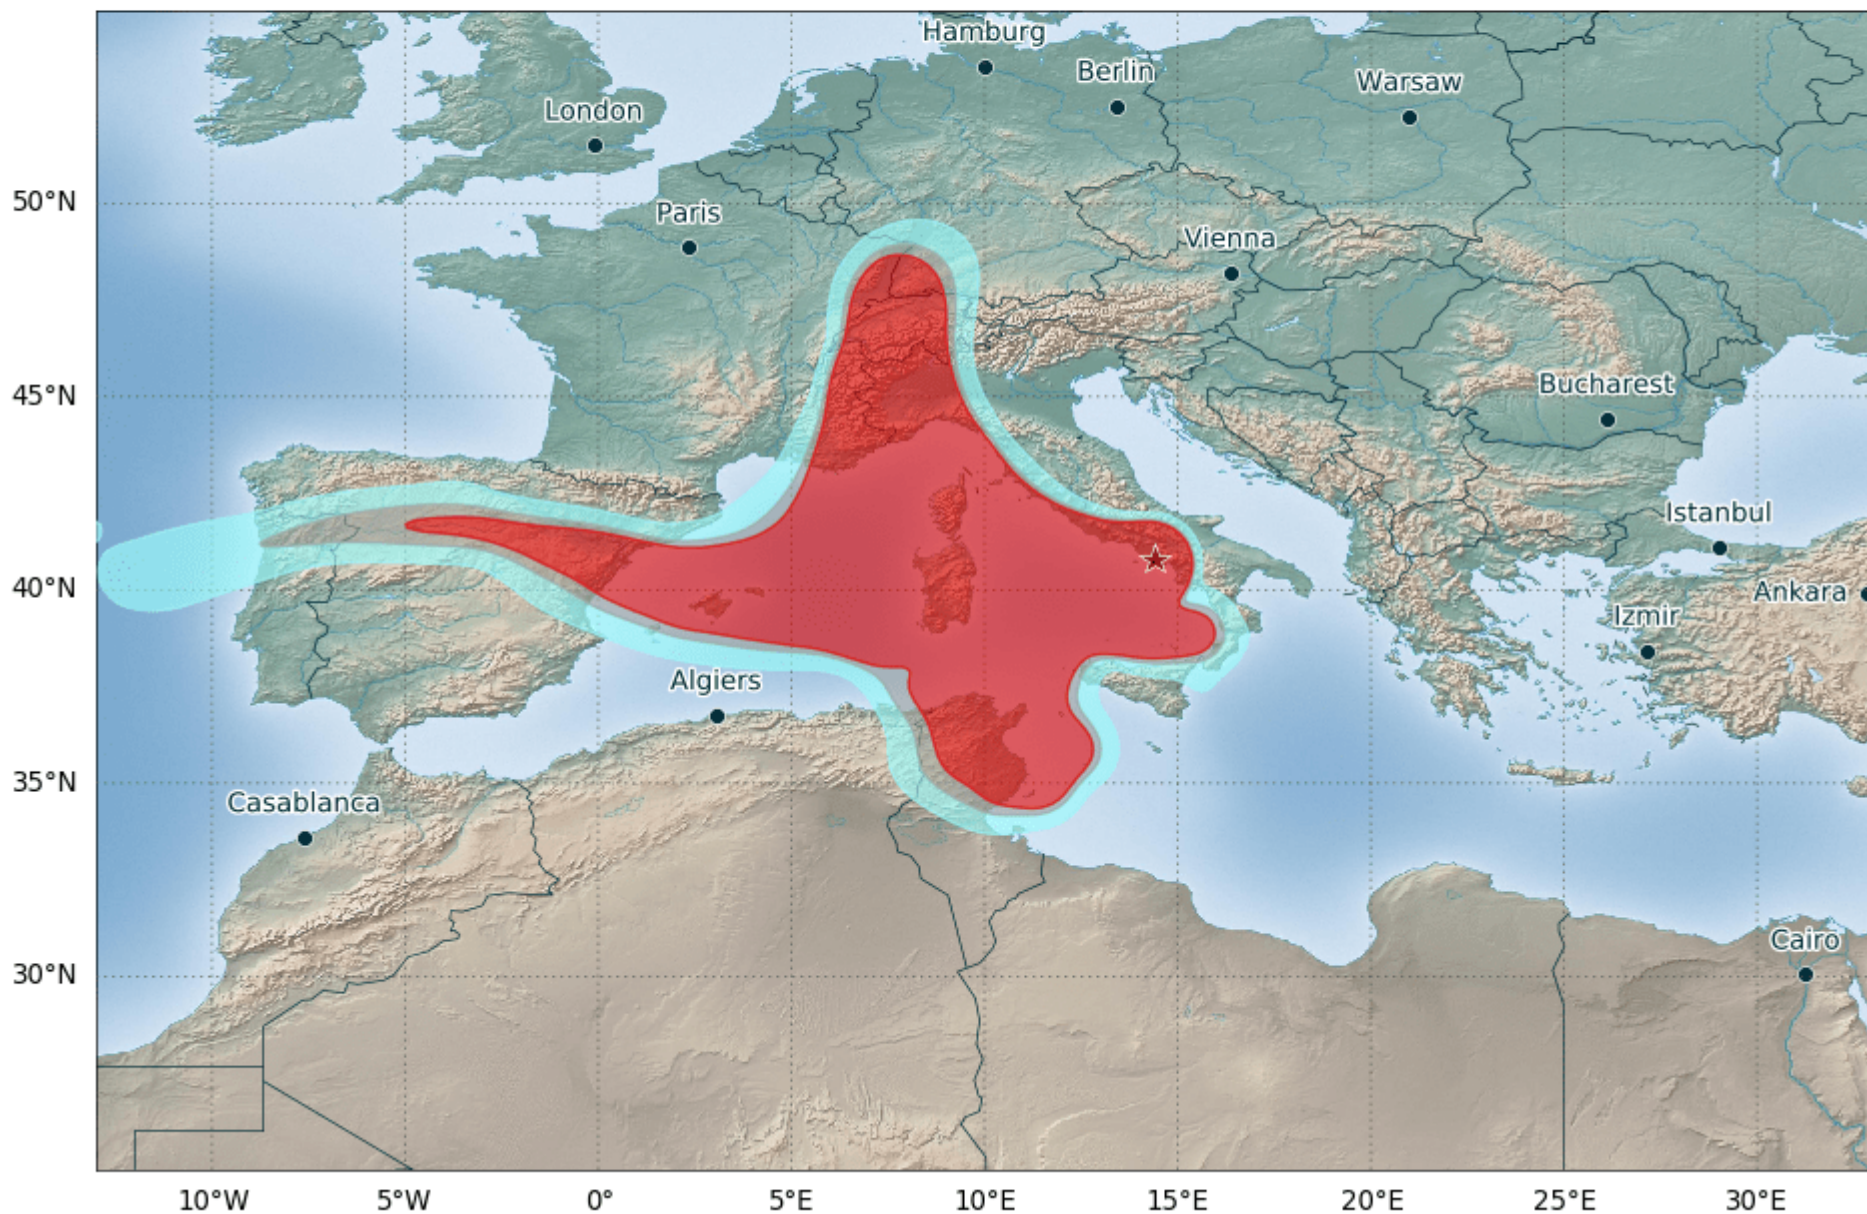 Hamburg
Berlin
Warsaw
London
50°N
Paris
Vienna
45°N
Bucharest
Istanbul
40°N
Ankara
Izmir
Algiers
35°N
Casablanca
Cairo
30°N
10°W
5°W
0°
5°E
10°E
15°E
20°E
25°E
30°E